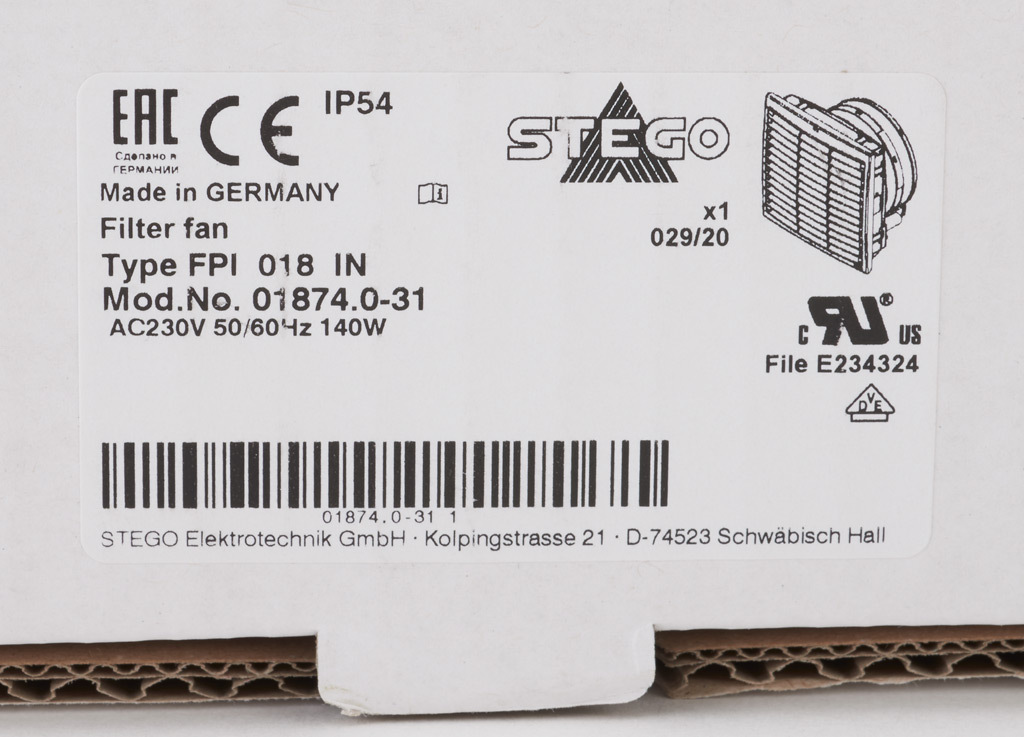 EAC CE IP54
Сделано в
ГЕРМАНИИ
Made in GERMANY
Filter fan
Type FPI 018 IN
Mod.No. 01874.0-31
AC230V 50/60Hz 140W
STEGO
x1
029/20
c RU ® US
File E234324
DVE
01874.0-31 1
STEGO Elektrotechnik GmbH · Kolpingstrasse 21 · D-74523 Schwäbisch Hall